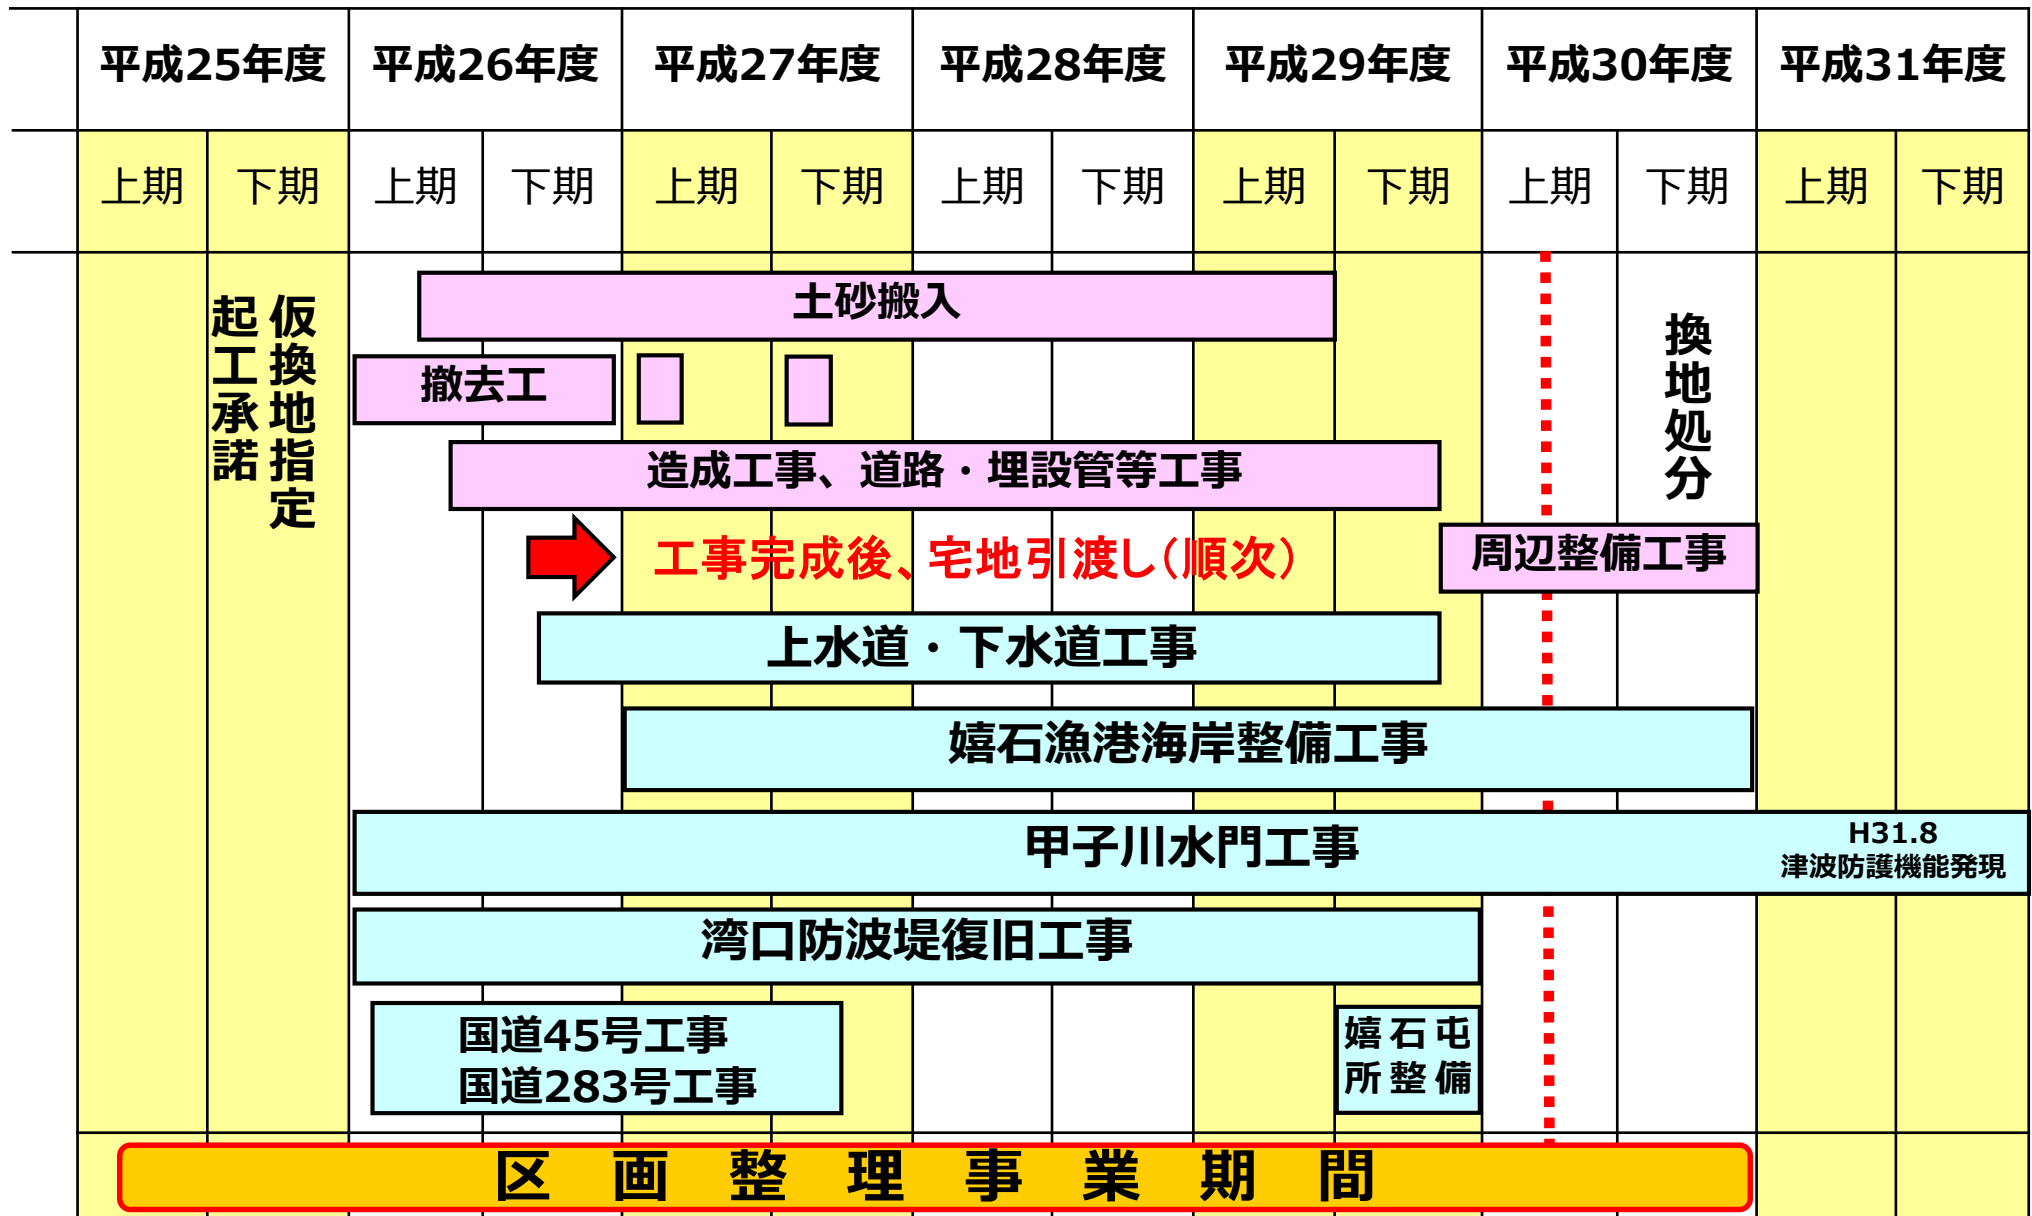 平成25年度 平成26年度 平成27年度 平成28年度 平成29年度 平成30年度 平成31年度
上期 下期 上期 下期 上期 下期 上期 下期 上期 下期 上期 下期 上期 下期
仮換地指定
起工承諾
土砂搬入
換地処分
撤去工
造成工事、道路・埋設管等工事
工事完成後、宅地引渡し(順次)
周辺整備工事
上水道・下水道工事
嬉石漁港海岸整備工事
甲子川水門工事
H31.8
津波防護機能発現
湾口防波堤復旧工事
国道45号工事
国道283号工事
嬉石屯
所整備
区画整理事業期間